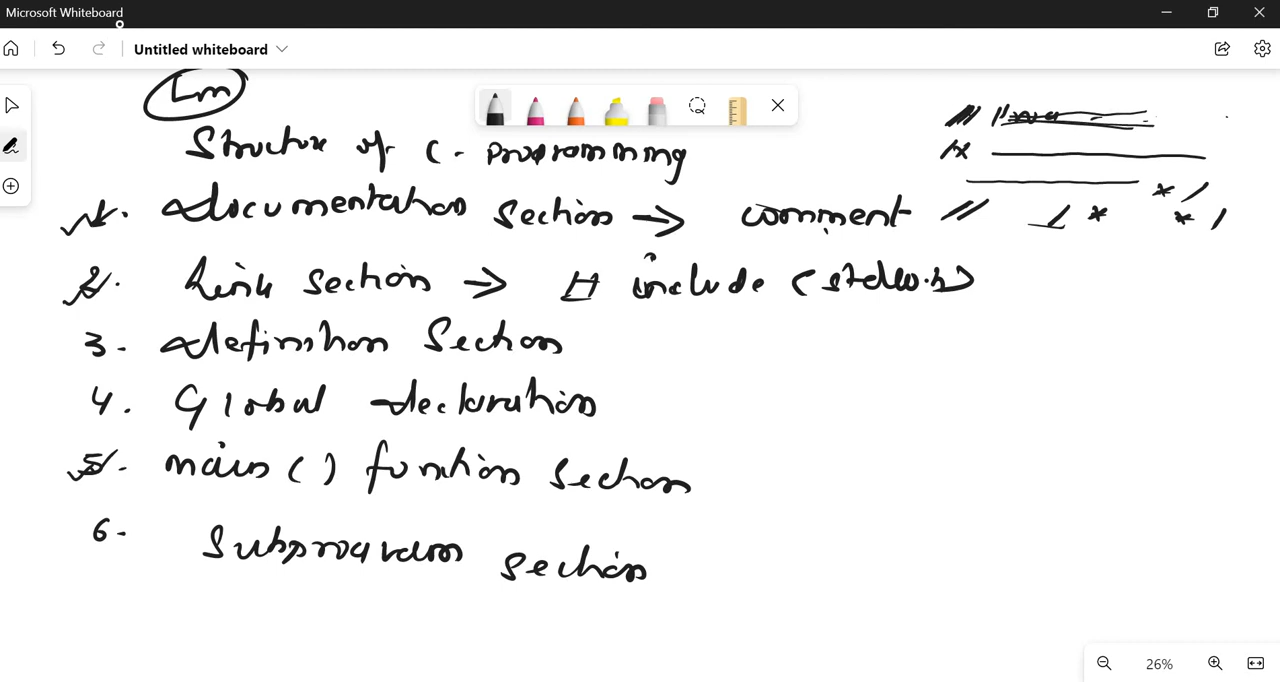 Microsoft Whiteboard
Untitled whiteboard
Im
Structure of C - programming
1. Documentation Section → comment // /* */
2. Link Section → # include <stdio.h>
3 - Definition Section
4 . Global declaration
5 . main ( ) function Section
6 - Subprogram section
//
/*
*/
26%